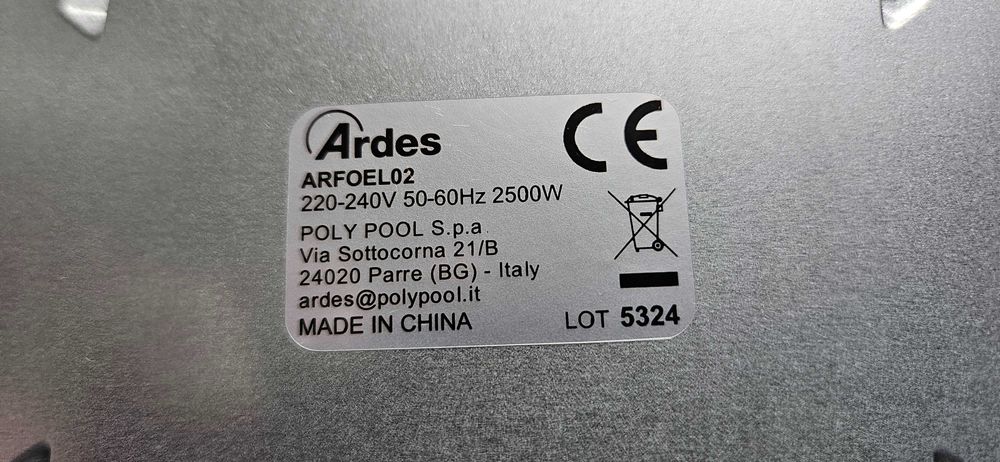 Ardes
ARFOEL02
220-240V 50-60Hz 2500W
POLY POOL S.p.a
Via Sottocorna 21/B
24020 Parre (BG) - Italy
ardes@polypool.it
MADE IN CHINA
CE
LOT 5324